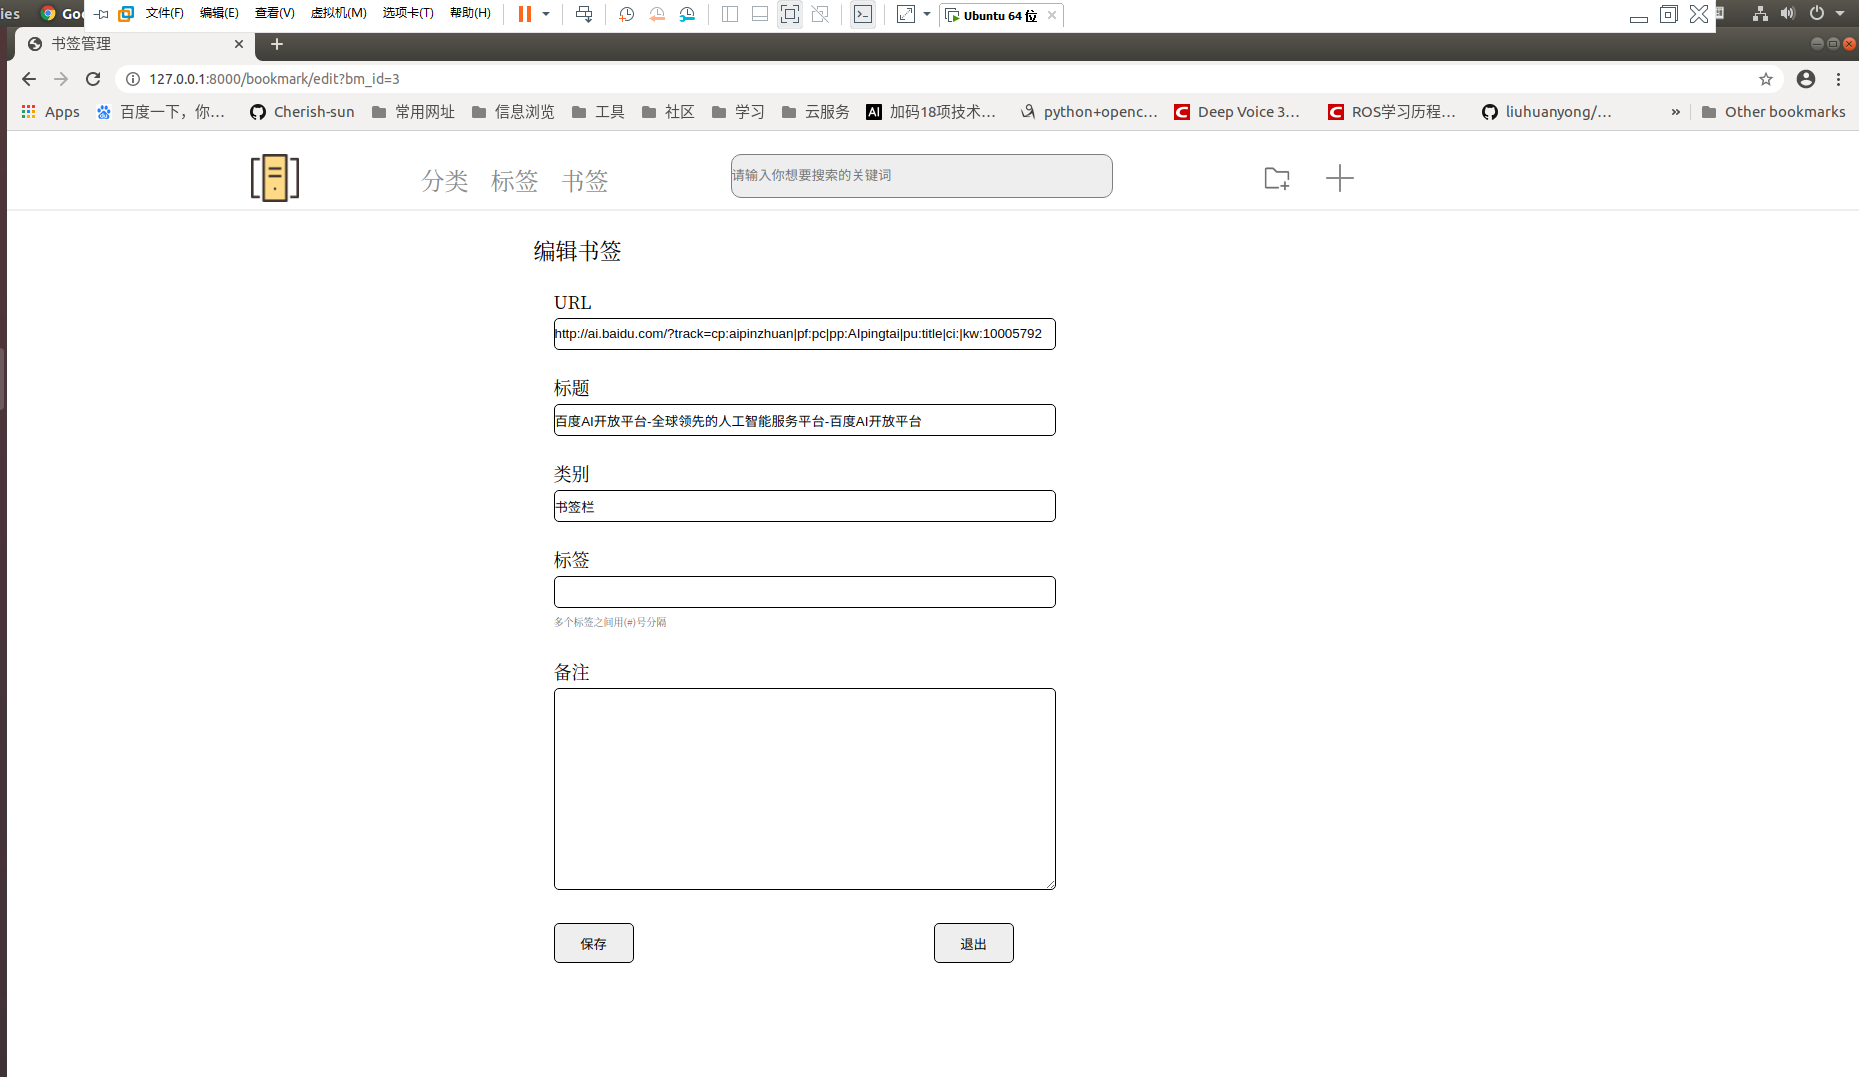 ies Goo 文件(F) 编辑(E) 查看(V) 虚拟机(M) 选项卡(T) 帮助(H) Ubuntu 64 位
书签管理
127.0.0.1:8000/bookmark/edit?bm_id=3
Apps 百度一下，你... Cherish-sun 常用网址 信息浏览 工具 社区 学习 云服务 AI 加码18项技术... python+openc... C Deep Voice 3... C ROS学习历程... liuhuanyong/... » Other bookmarks
分类 标签 书签 请输入你想要搜索的关键词
编辑书签
URL
http://ai.baidu.com/?track=cp:aipinzhuan|pf:pc|pp:AIpingtai|pu:title|ci:|kw:10005792
标题
百度AI开放平台-全球领先的人工智能服务平台-百度AI开放平台
类别
书签栏
标签
多个标签之间用(#)号分隔
备注
保存 退出